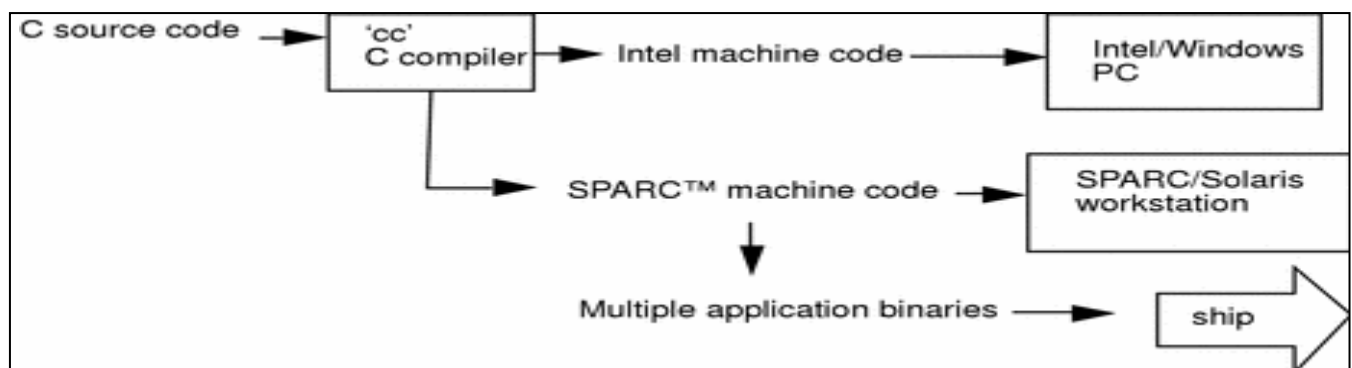 C source code
‘cc’
C compiler
Intel machine code
Intel/Windows
PC
SPARC™ machine code
SPARC/Solaris
workstation
Multiple application binaries
ship